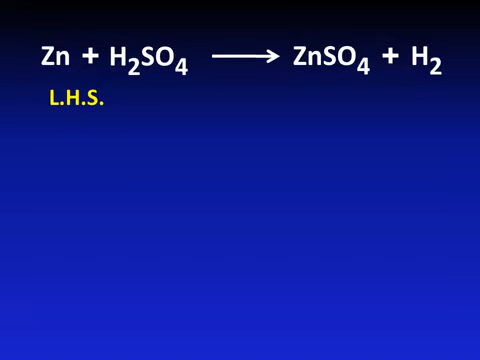 Zn + H₂SO₄ ⟶ ZnSO₄ + H₂
L.H.S.